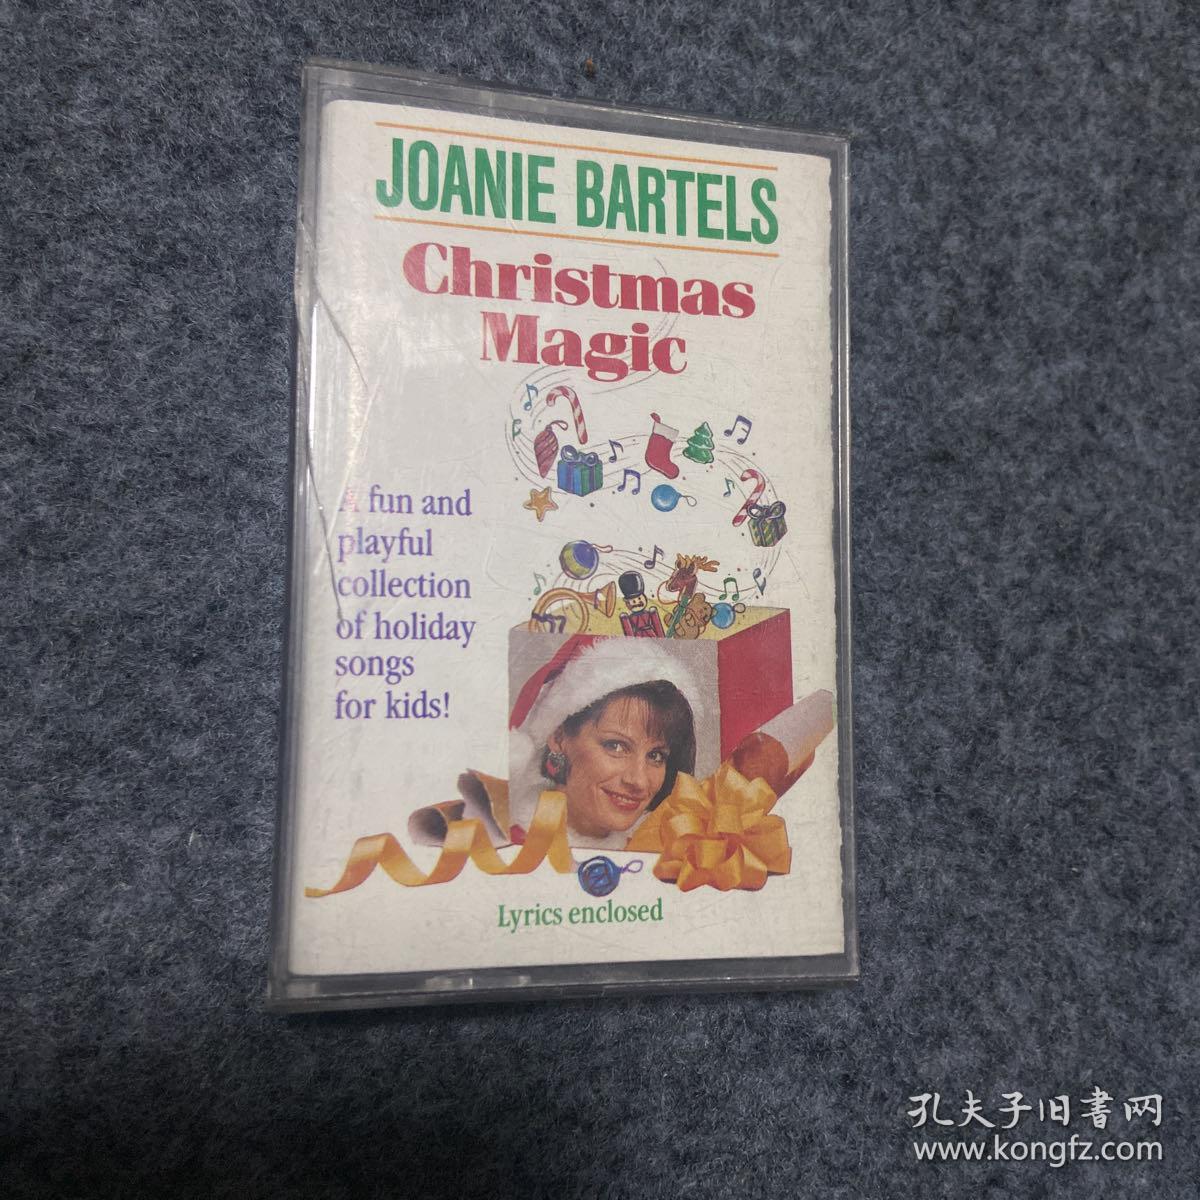 JOANIE BARTELS
Christmas
Magic
A fun and
playful
collection
of holiday
songs
for kids!
Lyrics enclosed
孔夫子旧書网
www.kongfz.com